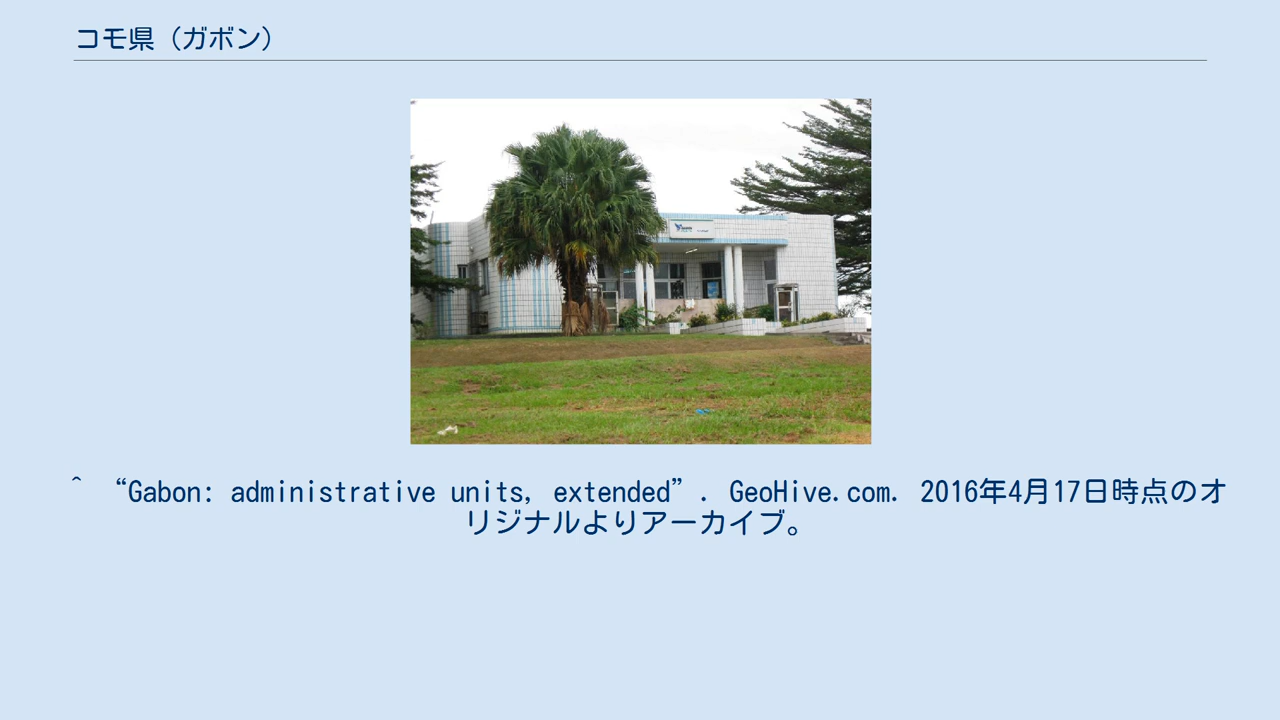 コモ県（ガボン）
^ “Gabon: administrative units, extended”. GeoHive.com. 2016年4月17日時点のオ
リジナルよりアーカイブ。